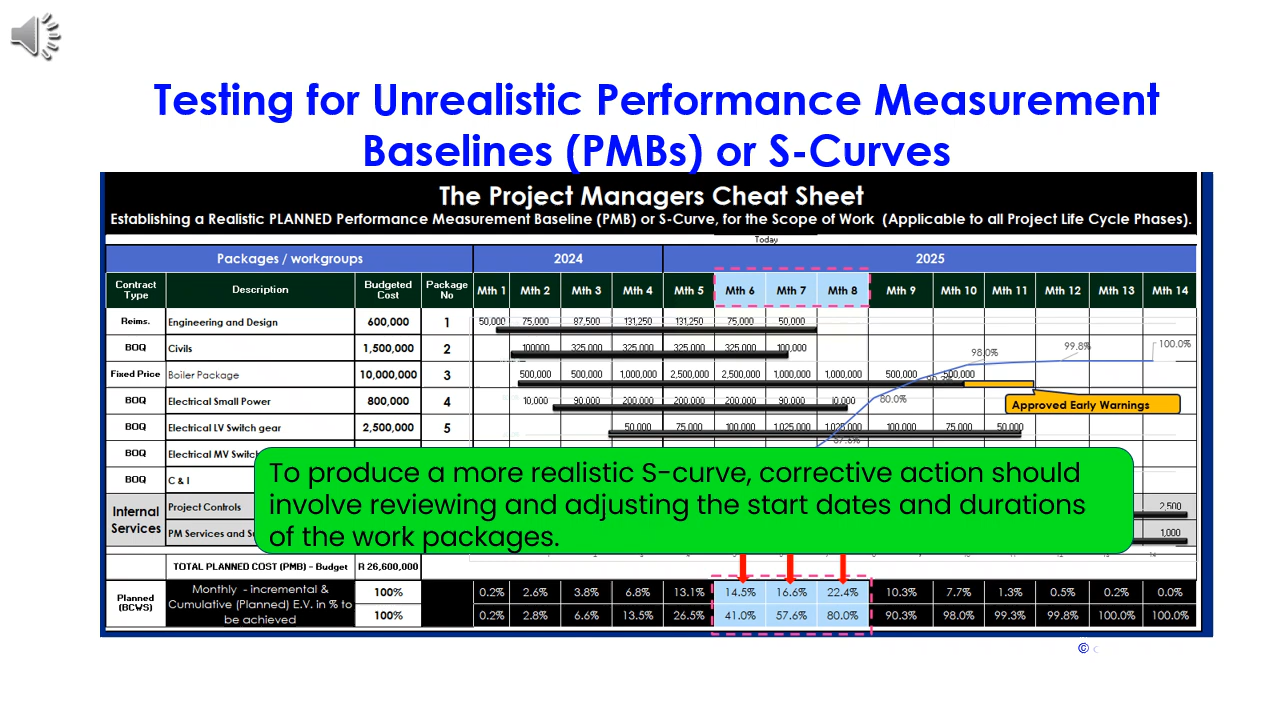 Testing for Unrealistic Performance Measurement
Baselines (PMBs) or S-Curves
The Project Managers Cheat Sheet
Establishing a Realistic PLANNED Performance Measurement Baseline (PMB) or S-Curve, for the Scope of Work (Applicable to all Project Life Cycle Phases).
Today
Packages / workgroups 2024 2025
Contract Type Description Budgeted Cost Package No Mth 1 Mth 2 Mth 3 Mth 4 Mth 5 Mth 6 Mth 7 Mth 8 Mth 9 Mth 10 Mth 11 Mth 12 Mth 13 Mth 14
Reims. Engineering and Design 600,000 1 50,000 75,000 87,500 131,250 131,250 75,000 50,000
BOQ Civils 1,500,000 2 100000 325,000 325,000 325,000 325,000 100,000 98.0% 99.8% 100.0%
Fixed Price Boiler Package 10,000,000 3 500,000 500,000 1,000,000 2,500,000 2,500,000 1,000,000 1,000,000 500,000 500,000
BOQ Electrical Small Power 800,000 4 10,000 90,000 200,000 200,000 200,000 90,000 10,000 80.0%
Approved Early Warnings
BOQ Electrical LV Switch gear 2,500,000 5 50,000 75,000 100,000 1,025,000 1,025,000 100,000 75,000 50,000
57.6%
BOQ Electrical MV Switch
BOQ C & I
To produce a more realistic S-curve, corrective action should
involve reviewing and adjusting the start dates and durations
of the work packages.
Internal Services
Project Controls 2,500
PM Services and 1,000
TOTAL PLANNED COST (PMB) - Budget R 26,600,000
Planned (BCWS) Monthly - incremental & Cumulative (Planned) E.V. in % to be achieved
100% 0.2% 2.6% 3.8% 6.8% 13.1% 14.5% 16.6% 22.4% 10.3% 7.7% 1.3% 0.5% 0.2% 0.0%
100% 0.2% 2.8% 6.6% 13.5% 26.5% 41.0% 57.6% 80.0% 90.3% 98.0% 99.3% 99.8% 100.0% 100.0%
©